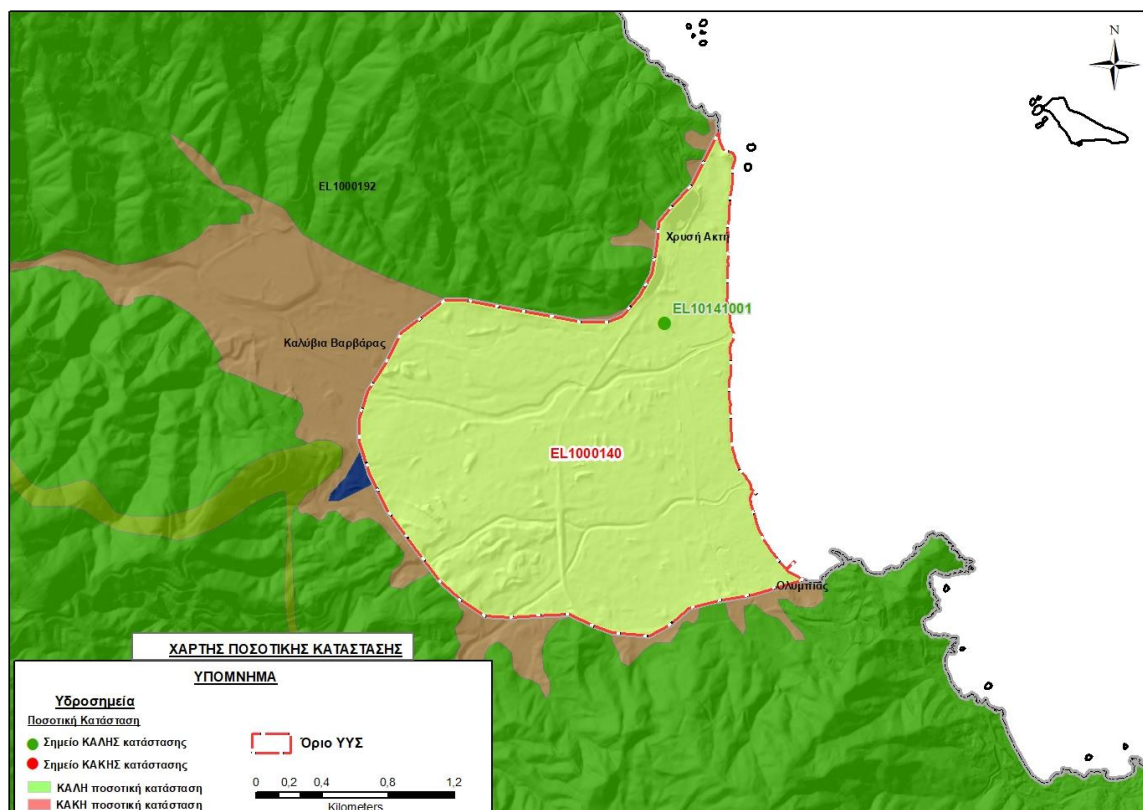 N
EL1000192
Χρυσή Ακτή
EL10141001
Καλύβια Βαρβάρας
EL1000140
Ολυμπιάς
ΧΑΡΤΗΣ ΠΟΣΟΤΙΚΗΣ ΚΑΤΑΣΤΑΣΗΣ
ΥΠΟΜΝΗΜΑ
Υδροσημεία
Ποσοτική Κατάσταση
Σημείο ΚΑΛΗΣ κατάστασης
Όριο ΥΥΣ
Σημείο ΚΑΚΗΣ κατάστασης
ΚΑΛΗ ποσοτική κατάσταση
0 0,2 0,4 0,8 1,2
ΚΑΚΗ ποσοτική κατάσταση
Kilometers